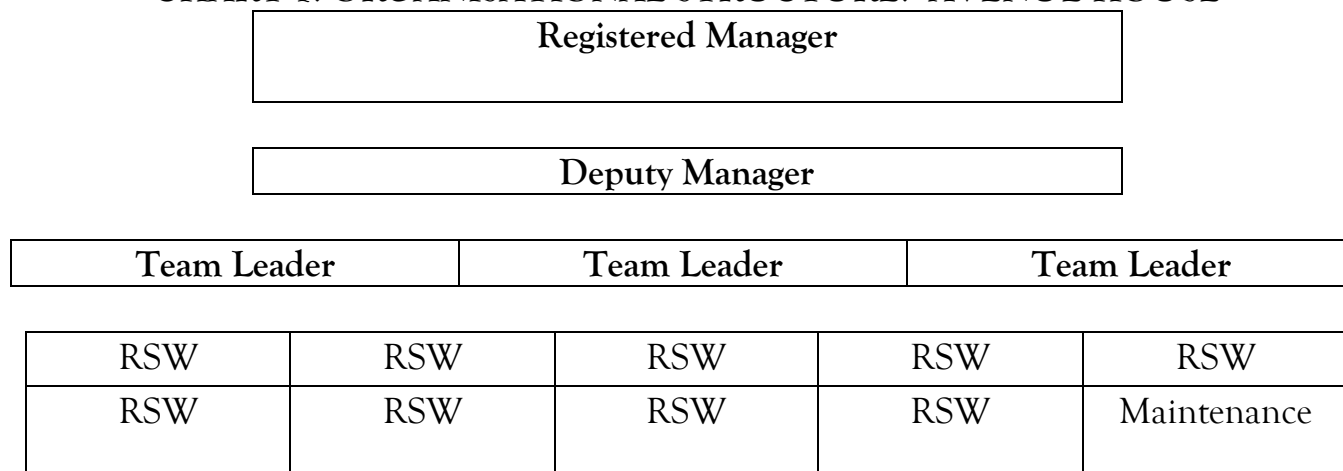 Registered Manager
Deputy Manager
Team Leader Team Leader Team Leader
RSW RSW RSW RSW RSW
RSW RSW RSW RSW Maintenance